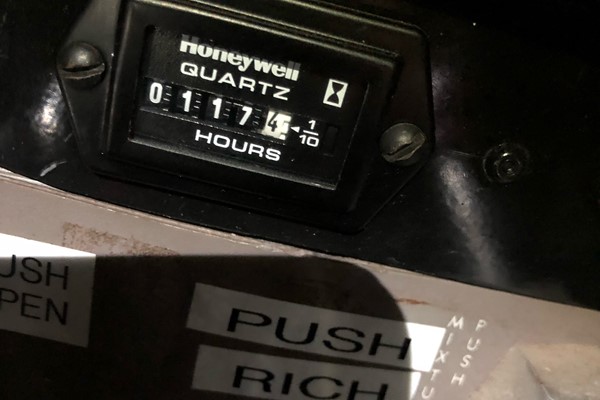 Honeywell
QUARTZ
0 1 1 7 4
1/10
HOURS
USH
PEN
PUSH
RICH
MIXTU
PUSH